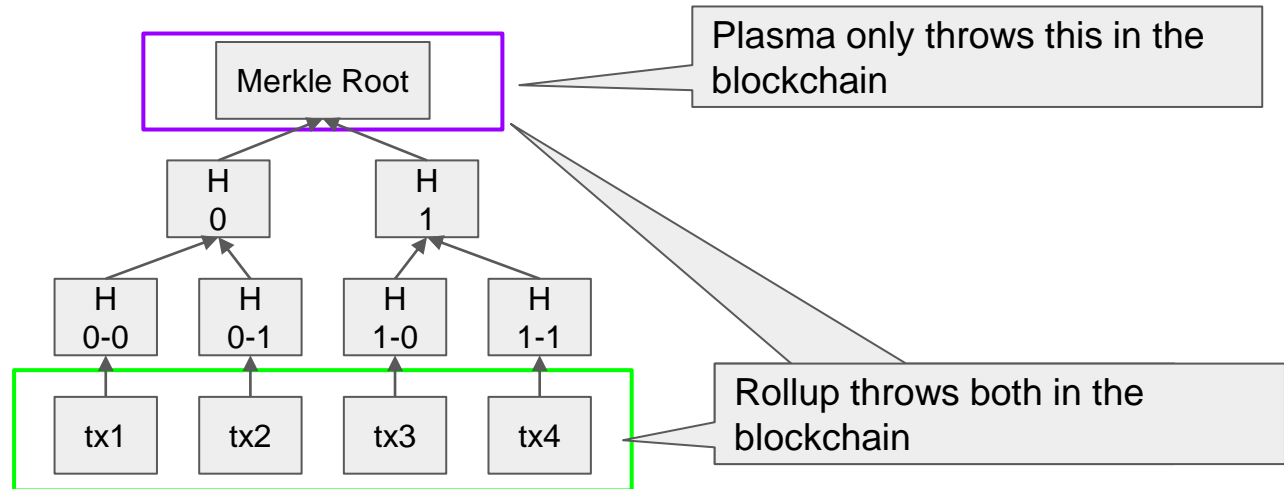 Plasma only throws this in the
blockchain
Merkle Root
H
0
H
1
H
0-0
H
0-1
H
1-0
H
1-1
Rollup throws both in the
blockchain
tx1
tx2
tx3
tx4